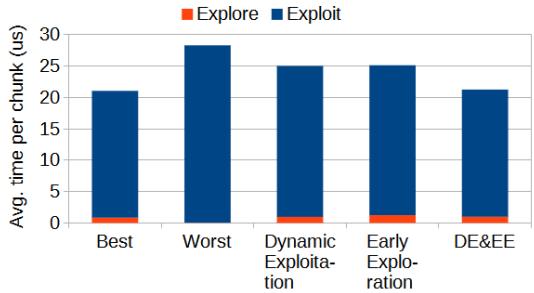 Explore Exploit
Avg. time per chunk (us)
30
25
20
15
10
5
0
Best
Worst
Dynamic
Exploita-
tion
Early
Explo-
ration
DE&EE